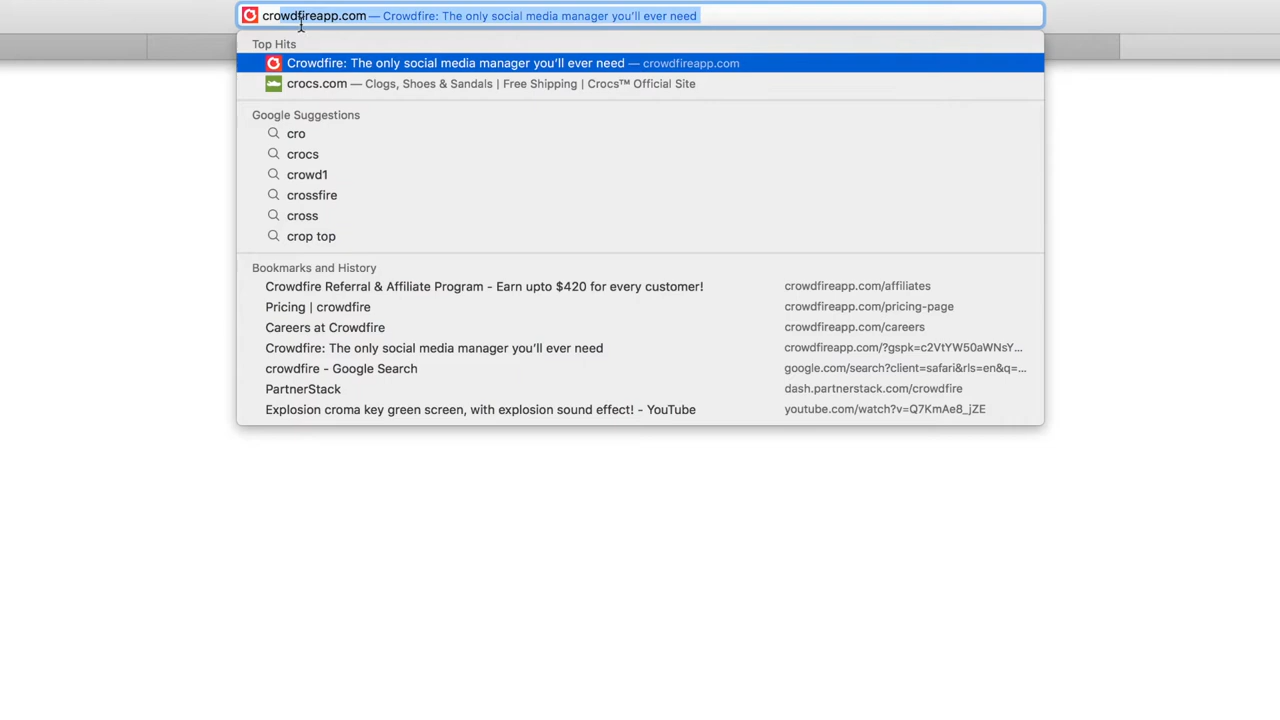 crowdfireapp.com — Crowdfire: The only social media manager you'll ever need
Top Hits
Crowdfire: The only social media manager you'll ever need — crowdfireapp.com
crocs.com — Clogs, Shoes & Sandals | Free Shipping | Crocs™ Official Site
Google Suggestions
cro
crocs
crowd1
crossfire
cross
crop top
Bookmarks and History
Crowdfire Referral & Affiliate Program - Earn upto $420 for every customer! crowdfireapp.com/affiliates
Pricing | crowdfire crowdfireapp.com/pricing-page
Careers at Crowdfire crowdfireapp.com/careers
Crowdfire: The only social media manager you'll ever need crowdfireapp.com/?gspk=c2VtYW50aWNsY...
crowdfire - Google Search google.com/search?client=safari&rls=en&q=...
PartnerStack dash.partnerstack.com/crowdfire
Explosion croma key green screen, with explosion sound effect! - YouTube youtube.com/watch?v=Q7KmAe8_jZE